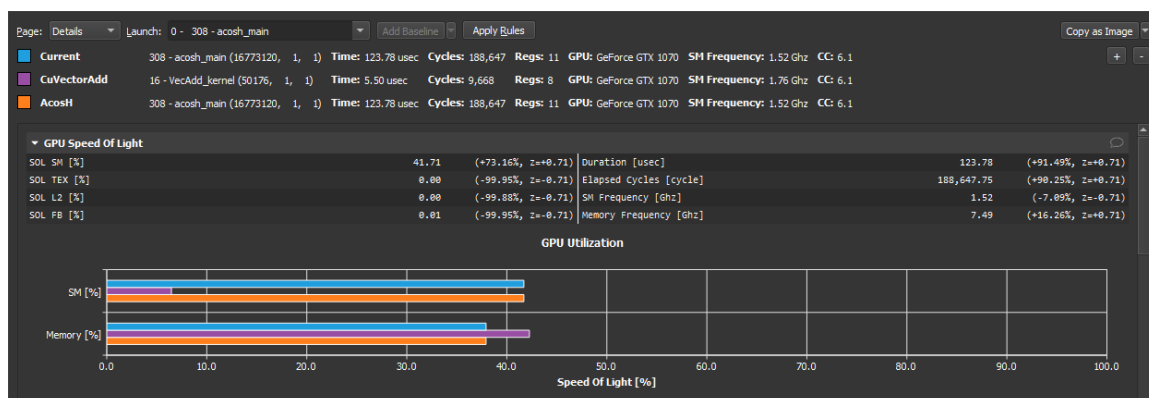 Page: Details Launch: 0 - 308 - acosh_main Add Baseline Apply Rules Copy as Image
Current 308 - acosh_main (16773120, 1, 1) Time: 123.78 usec Cycles: 188,647 Regs: 11 GPU: GeForce GTX 1070 SM Frequency: 1.52 Ghz CC: 6.1 + -
CuVectorAdd 16 - VecAdd_kernel (50176, 1, 1) Time: 5.50 usec Cycles: 9,668 Regs: 8 GPU: GeForce GTX 1070 SM Frequency: 1.76 Ghz CC: 6.1
AcosH 308 - acosh_main (16773120, 1, 1) Time: 123.78 usec Cycles: 188,647 Regs: 11 GPU: GeForce GTX 1070 SM Frequency: 1.52 Ghz CC: 6.1
GPU Speed Of Light
SOL SM [%] 41.71 (+73.16%, z=+0.71) Duration [usec] 123.78 (+91.49%, z=+0.71)
SOL TEX [%] 0.00 (-99.95%, z=-0.71) Elapsed Cycles [cycle] 188,647.75 (+90.25%, z=+0.71)
SOL L2 [%] 0.00 (-99.88%, z=-0.71) SM Frequency [Ghz] 1.52 (-7.09%, z=-0.71)
SOL FB [%] 0.01 (-99.95%, z=-0.71) Memory Frequency [Ghz] 7.49 (+16.26%, z=+0.71)
GPU Utilization
SM [%]
Memory [%]
0.0 10.0 20.0 30.0 40.0 50.0 60.0 70.0 80.0 90.0 100.0
Speed Of Light [%]